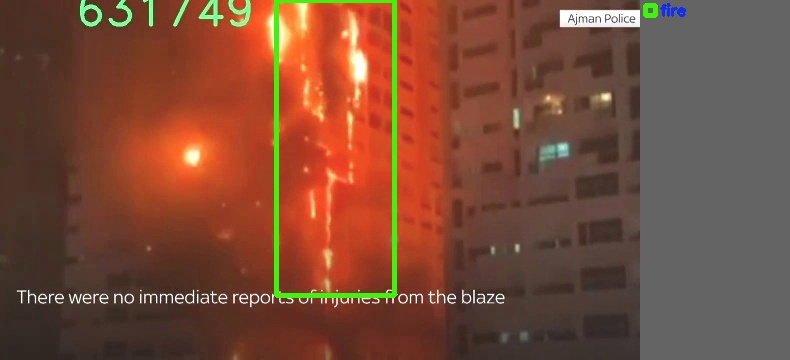 631749
Ajman Police
fire
There were no immediate reports of injuries from the blaze